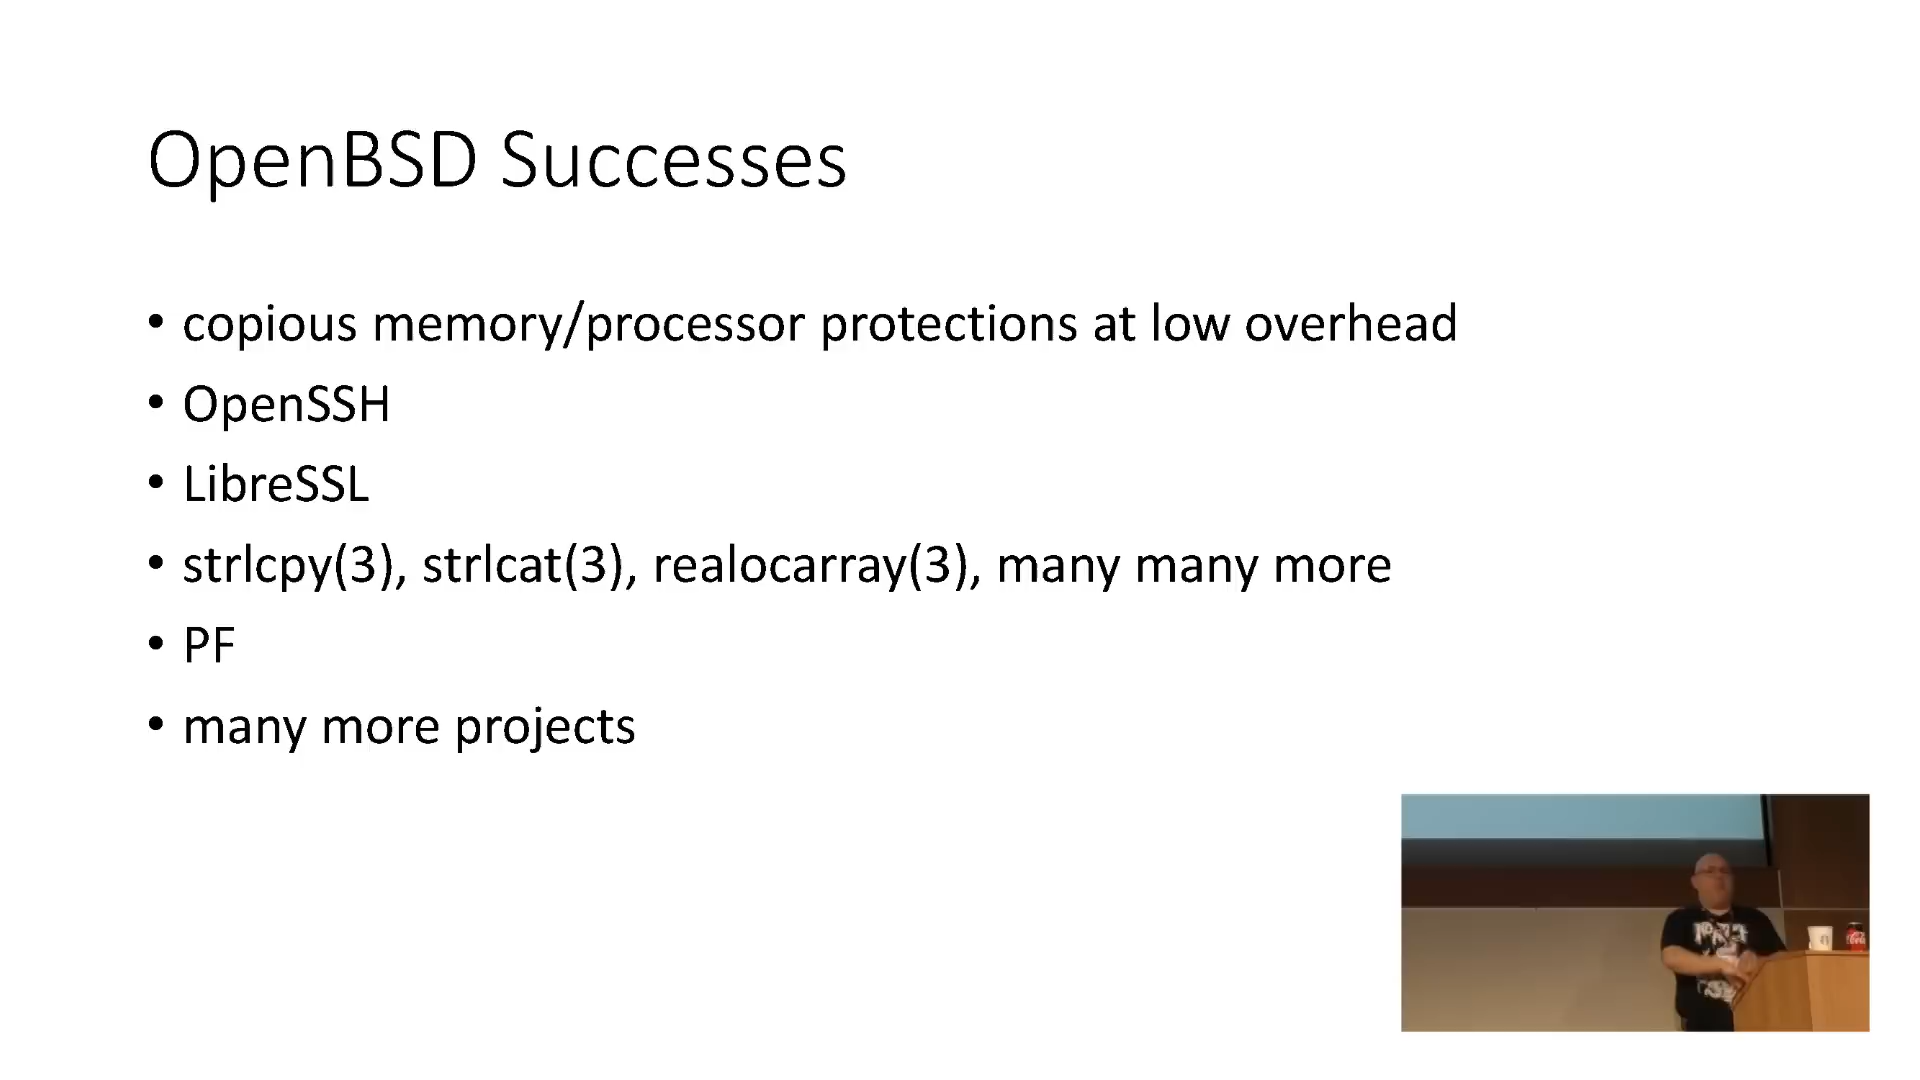 OpenBSD Successes
• copious memory/processor protections at low overhead
• OpenSSH
• LibreSSL
• strlcpy(3), strlcat(3), realocarray(3), many many more
• PF
• many more projects